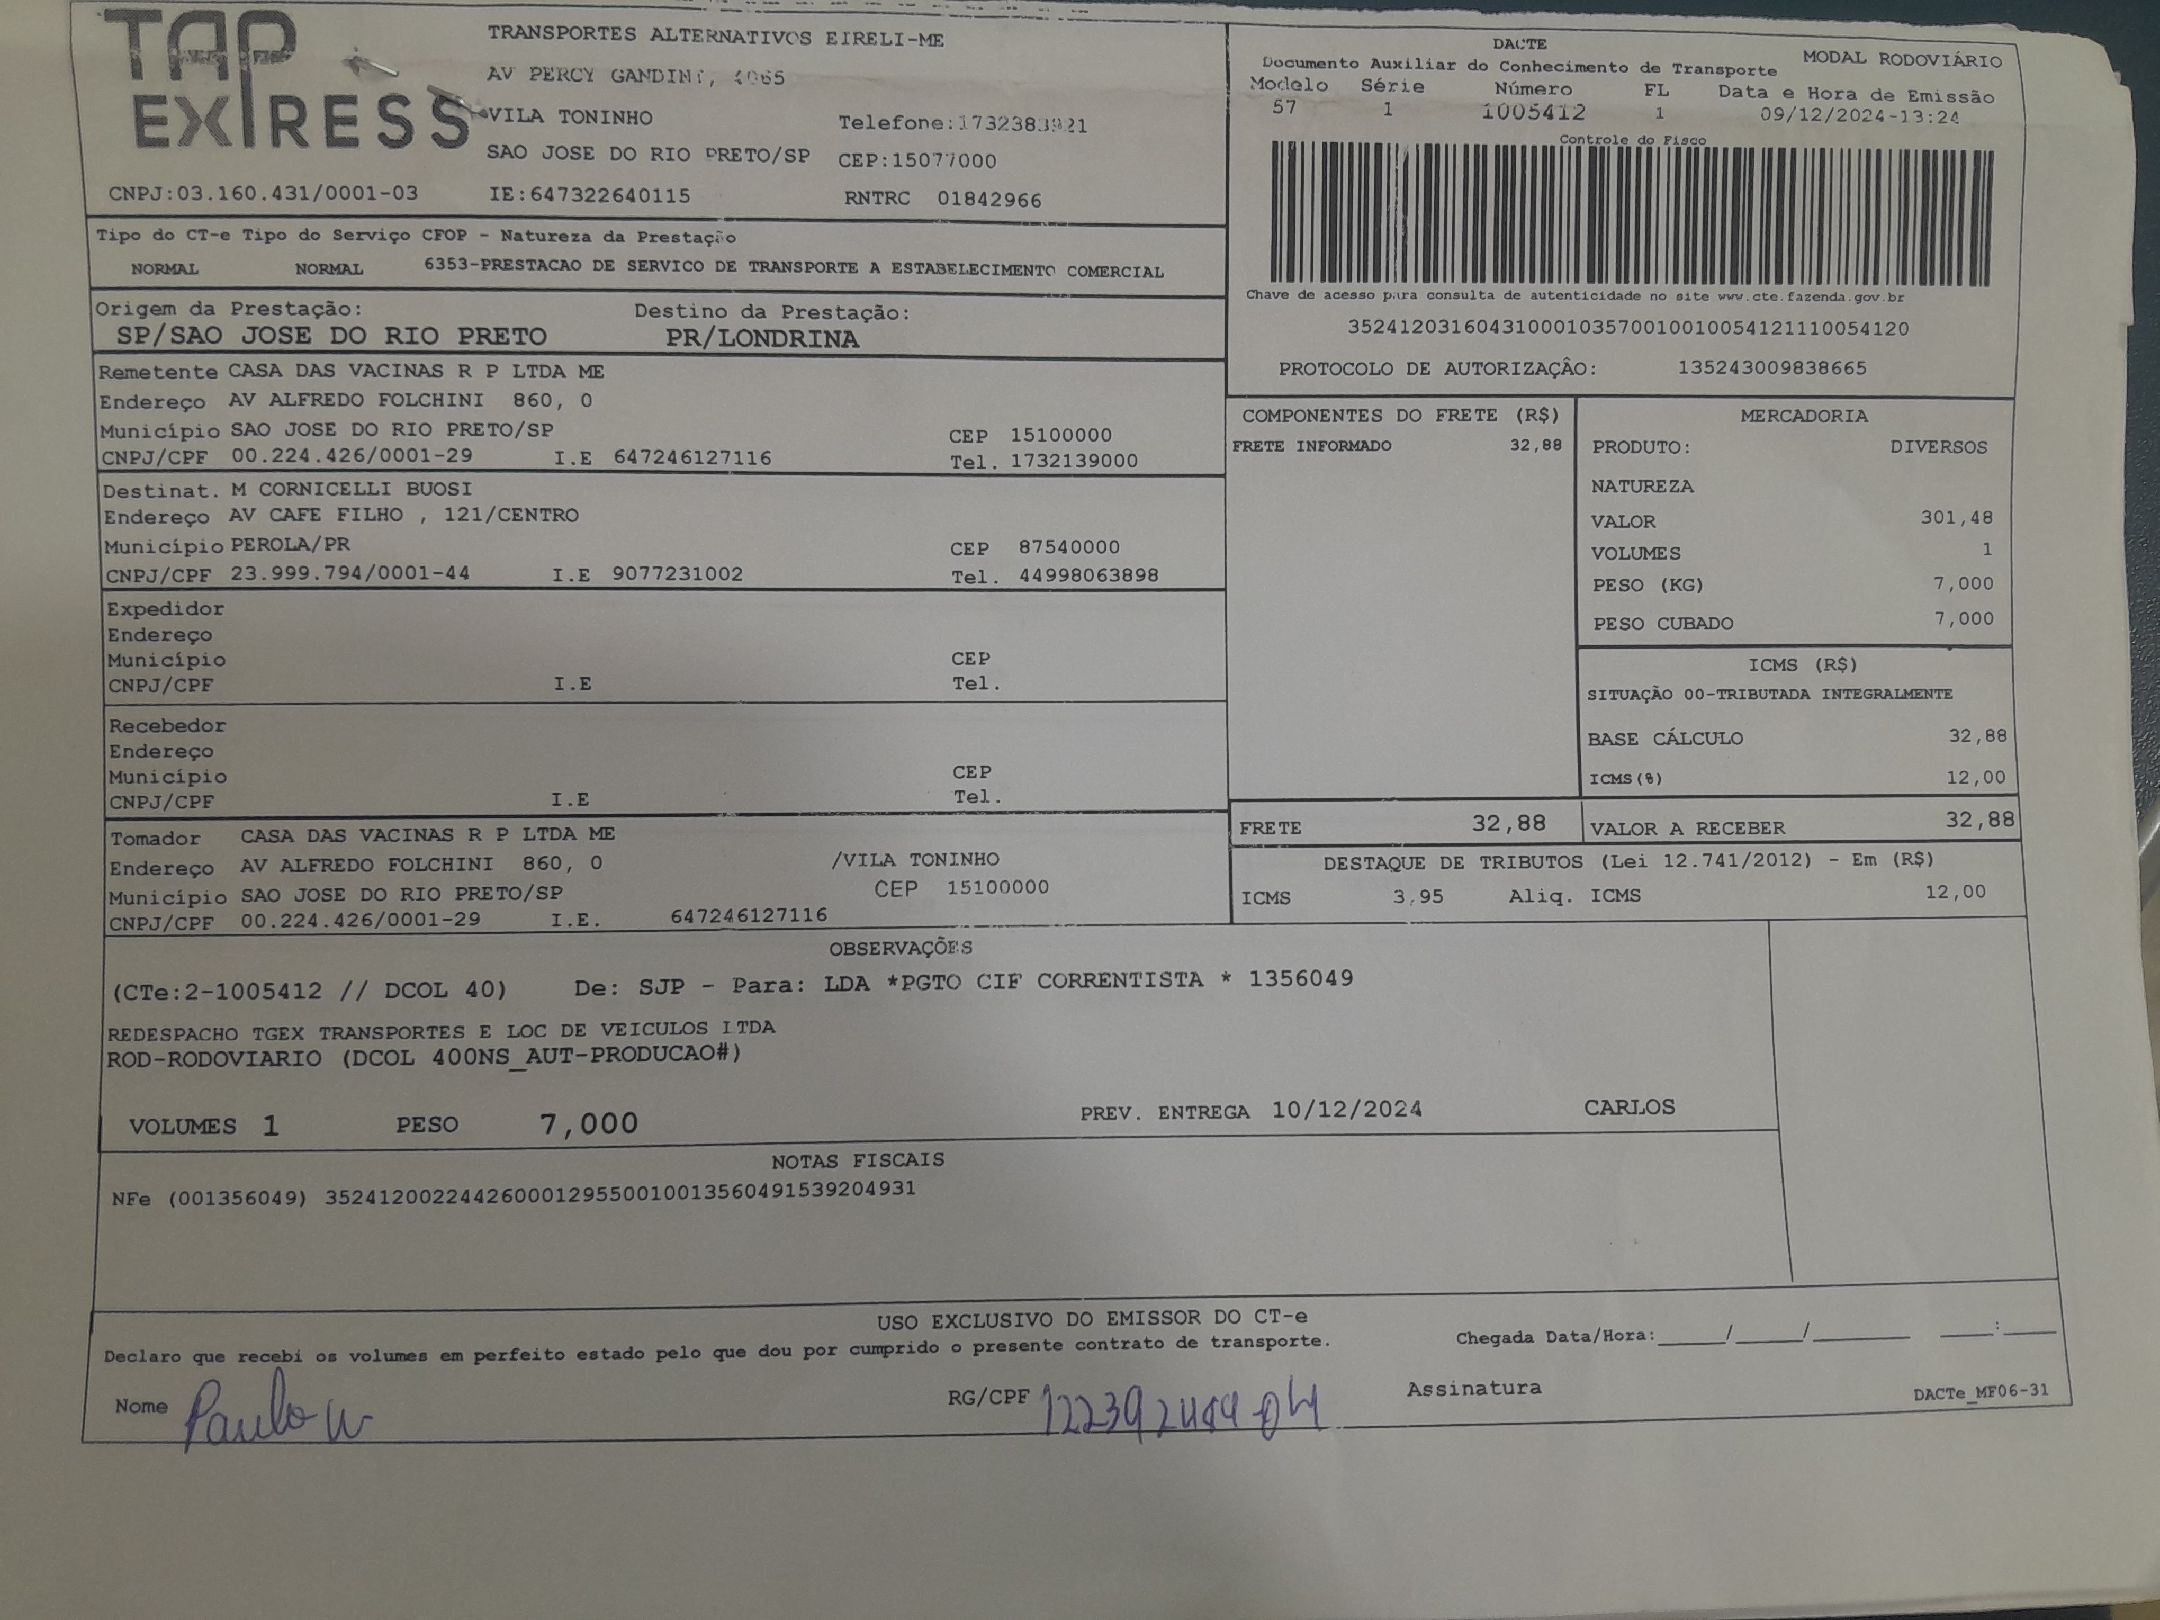 TAP
EXPRESS
TRANSPORTES ALTERNATIVOS EIRELI-ME
AV PERCY GANDINI, 4065
VILA TONINHO Telefone:1732383821
SAO JOSE DO RIO PRETO/SP CEP:15077000
CNPJ:03.160.431/0001-03 IE:647322640115 RNTRC 01842966
DACTE MODAL RODOVIÁRIO
Documento Auxiliar do Conhecimento de Transporte
Modelo Série Número FL Data e Hora de Emissão
57 1 1005412 1 09/12/2024-13:24
Controle do Fisco
Chave de acesso para consulta de autenticidade no site www.cte.fazenda.gov.br
35241203160431000103570010010054121110054120
PROTOCOLO DE AUTORIZAÇÂO: 135243009838665
Tipo do CT-e Tipo do Serviço CFOP - Natureza da Prestação
NORMAL NORMAL 6353-PRESTACAO DE SERVICO DE TRANSPORTE A ESTABELECIMENTO COMERCIAL
Origem da Prestação: Destino da Prestação:
SP/SAO JOSE DO RIO PRETO PR/LONDRINA
Remetente CASA DAS VACINAS R P LTDA ME
Endereço AV ALFREDO FOLCHINI 860, 0
Município SAO JOSE DO RIO PRETO/SP CEP 15100000
CNPJ/CPF 00.224.426/0001-29 I.E 647246127116 Tel. 1732139000
Destinat. M CORNICELLI BUOSI
Endereço AV CAFE FILHO , 121/CENTRO
Município PEROLA/PR CEP 87540000
CNPJ/CPF 23.999.794/0001-44 I.E 9077231002 Tel. 44998063898
Expedidor
Endereço
Município CEP
CNPJ/CPF I.E Tel.
Recebedor
Endereço
Município CEP
CNPJ/CPF I.E Tel.
Tomador CASA DAS VACINAS R P LTDA ME
Endereço AV ALFREDO FOLCHINI 860, 0 /VILA TONINHO
Município SAO JOSE DO RIO PRETO/SP CEP 15100000
CNPJ/CPF 00.224.426/0001-29 I.E. 647246127116
COMPONENTES DO FRETE (R$)
FRETE INFORMADO 32,88
MERCADORIA
PRODUTO: DIVERSOS
NATUREZA
VALOR 301,48
VOLUMES 1
PESO (KG) 7,000
PESO CUBADO 7,000
ICMS (R$)
SITUAÇÃO 00-TRIBUTADA INTEGRALMENTE
BASE CÁLCULO 32,88
ICMS(%) 12,00
FRETE 32,88 VALOR A RECEBER 32,88
DESTAQUE DE TRIBUTOS (Lei 12.741/2012) - Em (R$)
ICMS 3,95 Aliq. ICMS 12,00
OBSERVAÇÕES
(CTe:2-1005412 // DCOL 40) De: SJP - Para: LDA *PGTO CIF CORRENTISTA * 1356049
REDESPACHO TGEX TRANSPORTES E LOC DE VEICULOS LTDA
ROD-RODOVIARIO (DCOL 400NS_AUT-PRODUCAO#)
VOLUMES 1 PESO 7,000 PREV. ENTREGA 10/12/2024 CARLOS
NOTAS FISCAIS
NFe (001356049) 35241200224426000129550010013560491539204931
USO EXCLUSIVO DO EMISSOR DO CT-e
Declaro que recebi os volumes em perfeito estado pelo que dou por cumprido o presente contrato de transporte. Chegada Data/Hora:_____/_____/_______ ____:____
Nome Paulo RG/CPF Assinatura DACTe_MF06-31